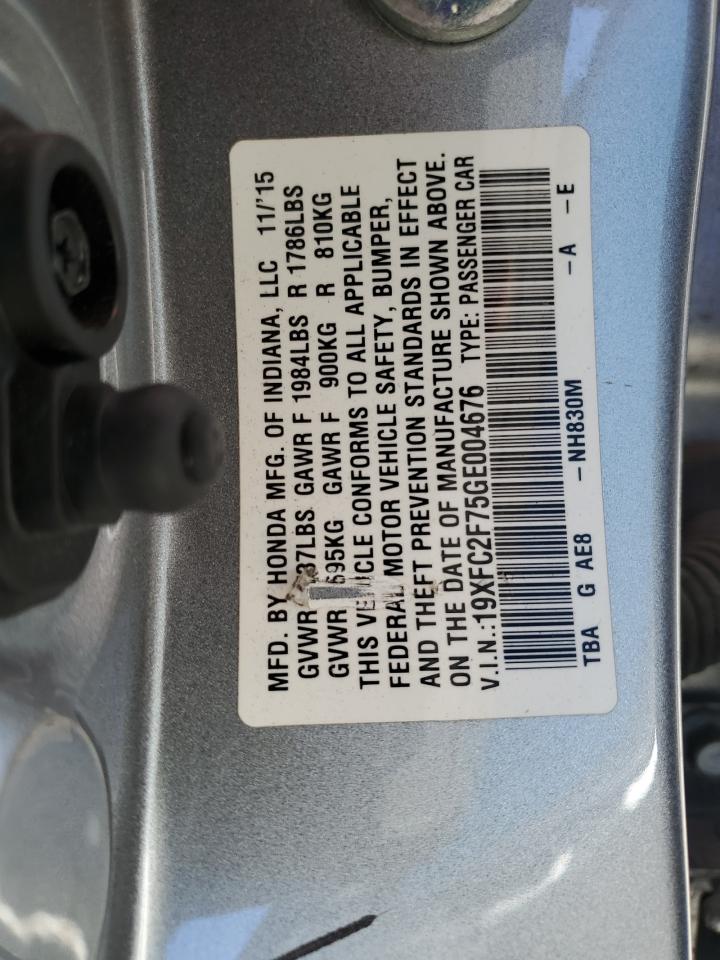 MFD. BY HONDA MFG. OF INDIANA, LLC 11/'15
GVWR 37LBS GAWR F 1984LBS R 1786LBS
GVWR 695KG GAWR F 900KG R 810KG
THIS VEHICLE CONFORMS TO ALL APPLICABLE
FEDERAL MOTOR VEHICLE SAFETY, BUMPER,
AND THEFT PREVENTION STANDARDS IN EFFECT
ON THE DATE OF MANUFACTURE SHOWN ABOVE.
V.I.N.:19XFC2F75GE004676 TYPE: PASSENGER CAR
TBA G AE8 -NH830M -A -E